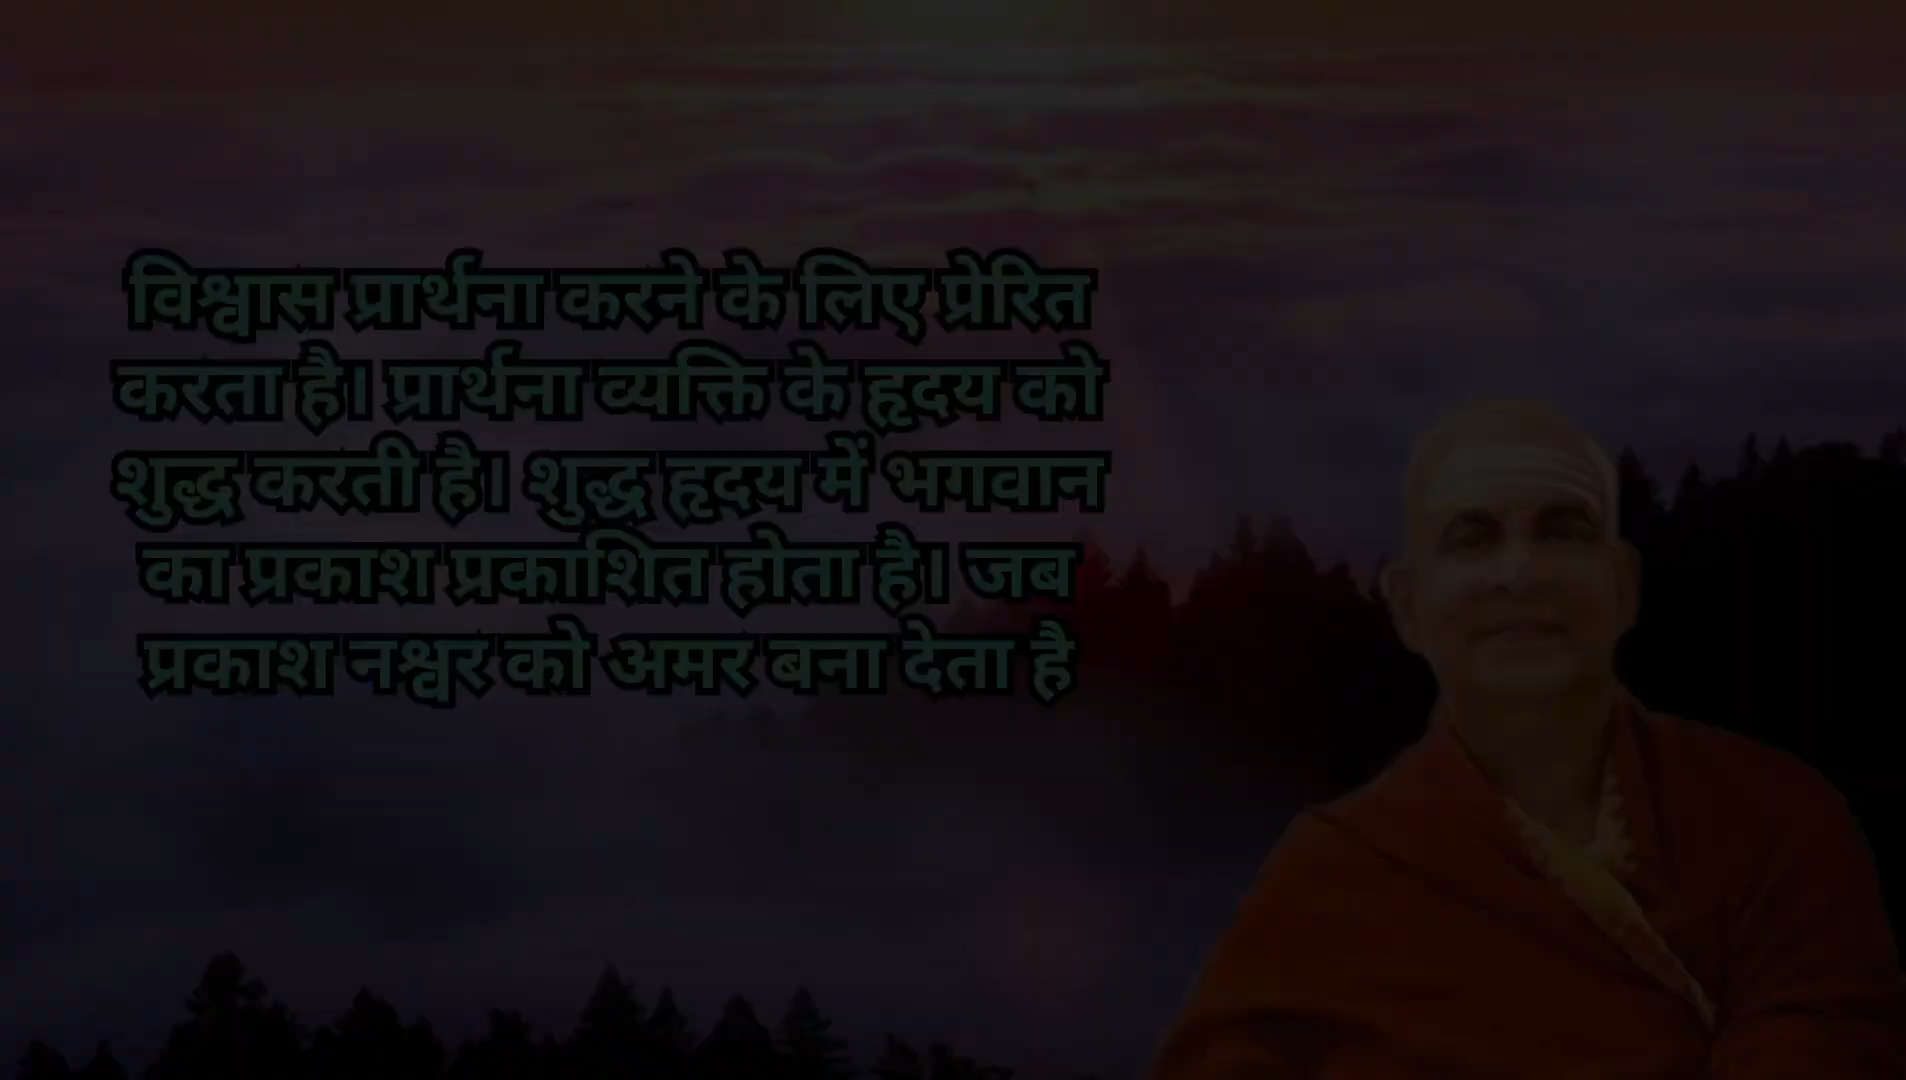 विश्वास प्रार्थना करने के लिए प्रेरित
करता है। प्रार्थना व्यक्ति के हृदय को
शुद्ध करती है। शुद्ध हृदय में भगवान
का प्रकाश प्रकाशित होता है। जब
प्रकाश नश्वर को अमर बना देता है